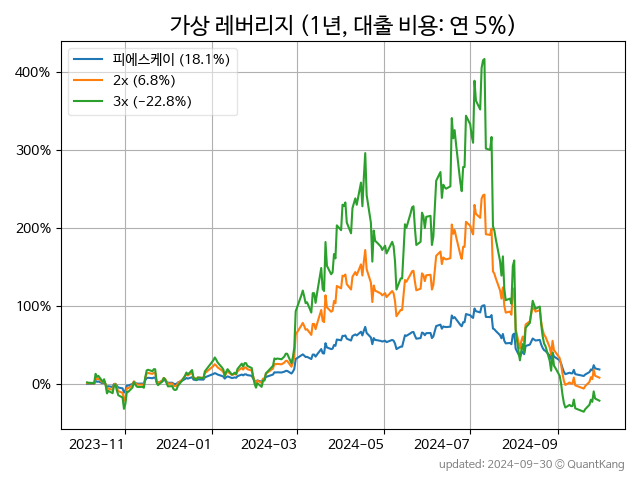 가상 레버리지 (1년, 대출 비용: 연 5%)
피에스케이 (18.1%)
2x (6.8%)
3x (−22.8%)
400%
300%
200%
100%
0%
2023−11 2024−01 2024−03 2024−05 2024−07 2024−09
updated: 2024-09-30 © QuantKang